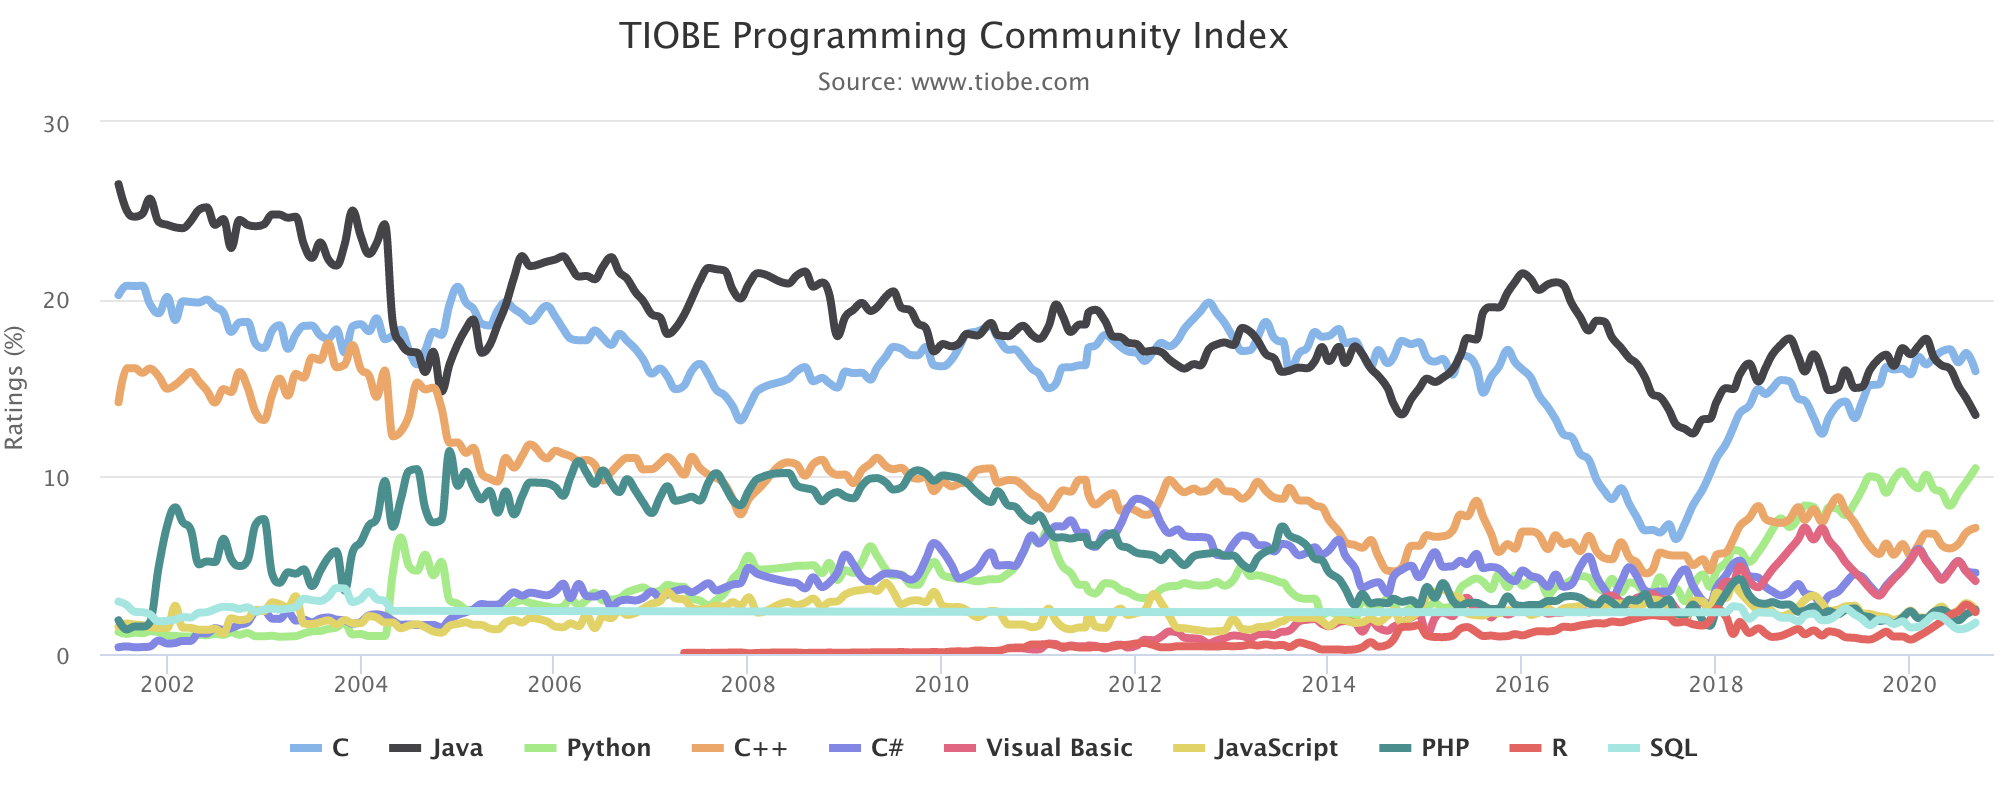 TIOBE Programming Community Index
Source: www.tiobe.com
Ratings (%)
30
20
10
0
2002 2004 2006 2008 2010 2012 2014 2016 2018 2020
C Java Python C++ C# Visual Basic JavaScript PHP R SQL